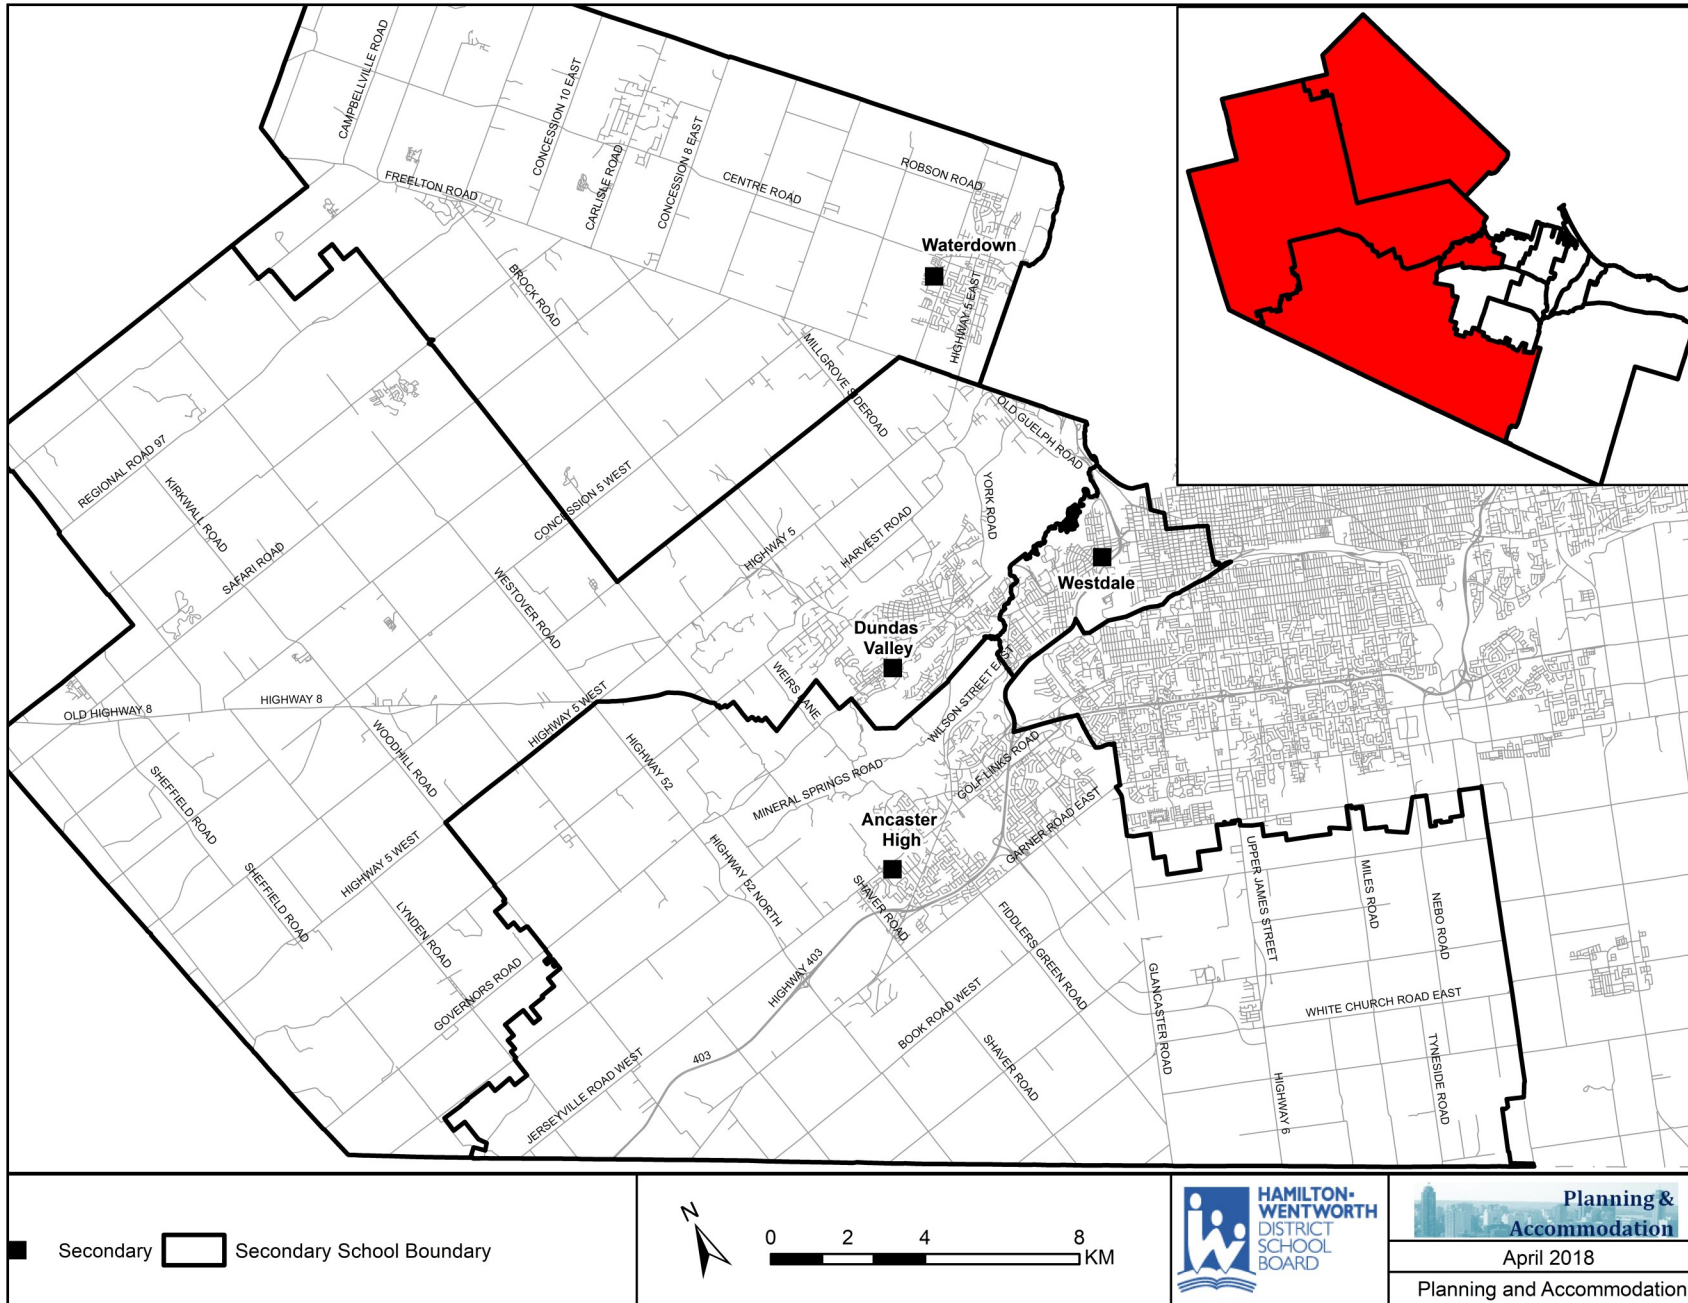 CAMPBELLVILLE ROAD
CONCESSION 10 EAST
CARLISLE ROAD
CONCESSION 8 EAST
FREELTON ROAD
CENTRE ROAD
ROBSON ROAD
Waterdown
BROCK ROAD
HIGHWAY 5 EAST
MILLGROVE SIDEROAD
OLD GUELPH ROAD
REGIONAL ROAD 97
KIRKWALL ROAD
SAFARI ROAD
CONCESSION 5 WEST
WESTOVER ROAD
HIGHWAY 5
HARVEST ROAD
YORK ROAD
Westdale
Dundas
Valley
WEIRS LANE
WILSON STREET EAST
OLD HIGHWAY 8
HIGHWAY 8
HIGHWAY 5 WEST
WOODHILL ROAD
HIGHWAY 52
MINERAL SPRINGS ROAD
GOLF LINKS ROAD
SHEFFIELD ROAD
SHEFFIELD ROAD
HIGHWAY 5 WEST
LYNDEN ROAD
GOVERNORS ROAD
HIGHWAY 52 NORTH
Ancaster
High
SHAVER ROAD
GARNER ROAD EAST
FIDDLERS GREEN ROAD
HIGHWAY 403
BOOK ROAD WEST
JERSEYVILLE ROAD WEST
403
SHAVER ROAD
GLANCASTER ROAD
UPPER JAMES STREET
MILES ROAD
NEBO ROAD
WHITE CHURCH ROAD EAST
HIGHWAY 6
TYNESIDE ROAD
Secondary
Secondary School Boundary
N
0 2 4 8
KM
HAMILTON-
WENTWORTH
DISTRICT
SCHOOL
BOARD
Planning &
Accommodation
April 2018
Planning and Accommodation